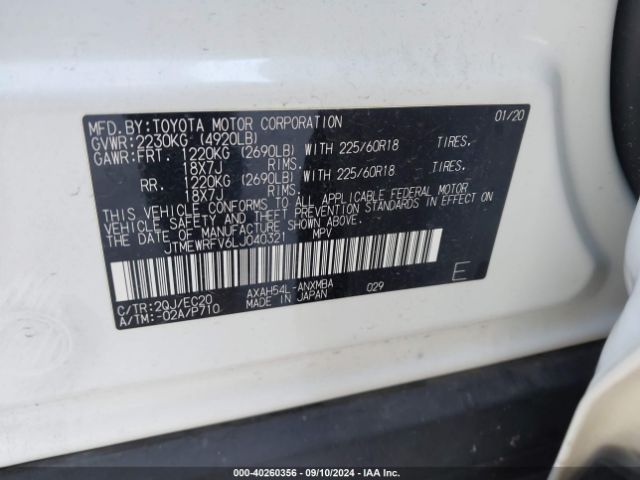 MFD.BY:TOYOTA MOTOR CORPORATION 01/20
GVWR:2230KG (4920LB)
GAWR:FRT. 1220KG (2690LB) WITH 225/60R18 TIRES.
18X7J RIMS.
RR. 1220KG (2690LB) WITH 225/60R18 TIRES.
18X7J RIMS.
THIS VEHICLE CONFORMS TO ALL APPLICABLE FEDERAL MOTOR
VEHICLE SAFETY AND THEFT PREVENTION STANDARDS IN EFFECT
ON THE DATE OF MANUFACTURE SHOWN ABOVE.
JTMEWRFV6LJ040321 MPV
E
C/TR:2QJ/EC20 AXAH54L-ANXMBA 029
A/TM:-02A/P710 MADE IN JAPAN
000-40260356 - 09/10/2024 - IAA Inc.